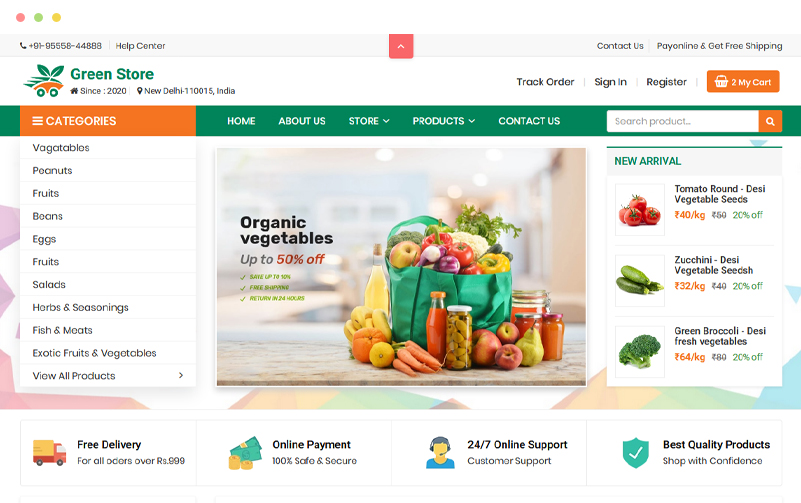 +91-95558-44888 Help Center
Contact Us Payonline & Get Free Shipping
Green Store
Since : 2020 New Delhi-110015, India
Track Order Sign In Register 2 My Cart
CATEGORIES
HOME ABOUT US STORE PRODUCTS CONTACT US
Search product...
Vagatables
Peanuts
Fruits
Beans
Eggs
Fruits
Salads
Herbs & Seasonings
Fish & Meats
Exotic Fruits & Vegetables
View All Products
Organic
vegetables
Up to 50% off
SAVE UP TO 10%
FREE SHIPPING
RETURN IN 24 HOURS
NEW ARRIVAL
Tomato Round - Desi
Vegetable Seeds
₹40/kg ₹50 20% off
Zucchini - Desi
Vegetable Seedsh
₹32/kg ₹40 20% off
Green Broccoli - Desi
fresh vegetables
₹64/kg ₹80 20% off
Free Delivery
For all oders over Rs.999
Online Payment
100% Safe & Secure
24/7 Online Support
Customer Support
Best Quality Products
Shop with Confidence